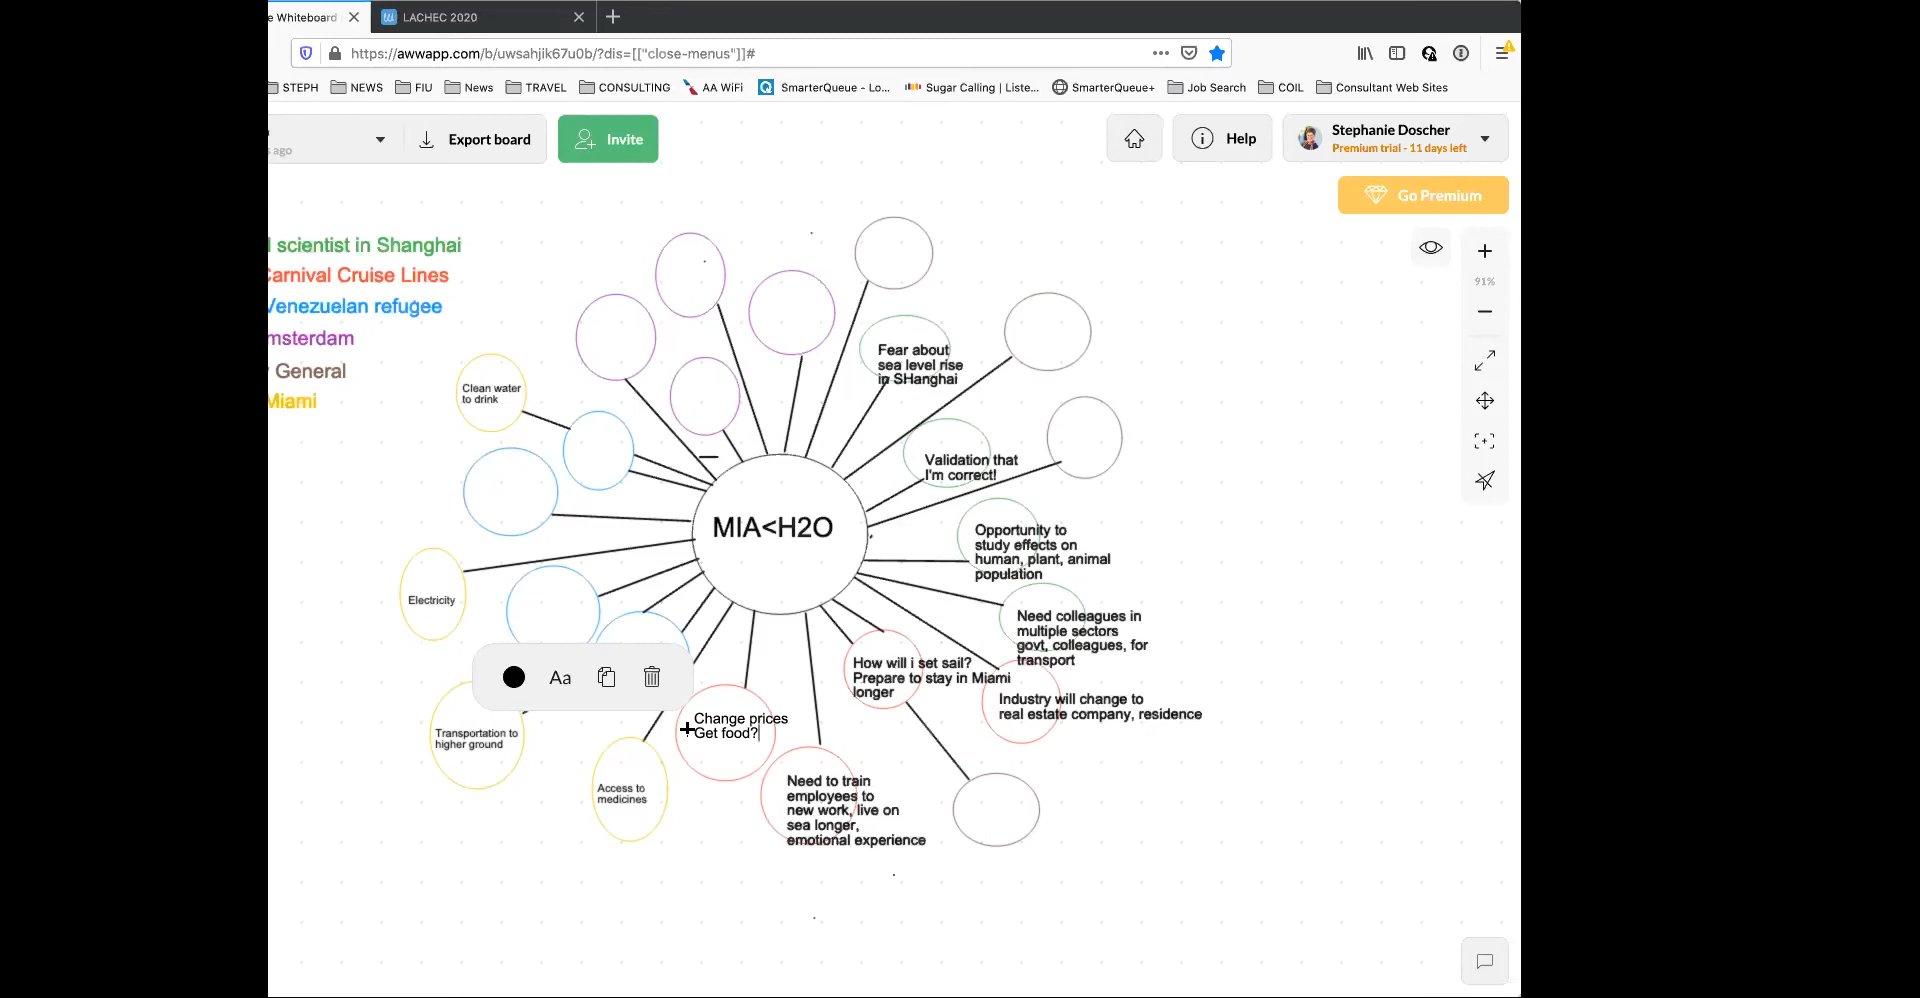 e Whiteboard
LACHEC 2020
https://awwapp.com/b/uwsahjik67u0b/?dis=[["close-menus"]]#
STEPH
NEWS
FIU
News
TRAVEL
CONSULTING
AA WiFi
SmarterQueue - Lo...
Sugar Calling | Liste...
SmarterQueue+
Job Search
COIL
Consultant Web Sites
s ago
Export board
Invite
Help
Stephanie Doscher
Premium trial - 11 days left
Go Premium
91%
l scientist in Shanghai
Carnival Cruise Lines
Venezuelan refugee
msterdam
General
Miami
Clean water
to drink
Fear about
sea level rise
in SHanghai
Validation that
I'm correct!
MIA<H2O
Opportunity to
study effects on
human, plant, animal
population
Electricity
Need colleagues in
multiple sectors
govt, colleagues, for
transport
How will i set sail?
Prepare to stay in Miami
longer
Industry will change to
real estate company, residence
Aa
Change prices
Get food?
Transportation to
higher ground
Access to
medicines
Need to train
employees to
new work, live on
sea longer,
emotional experience